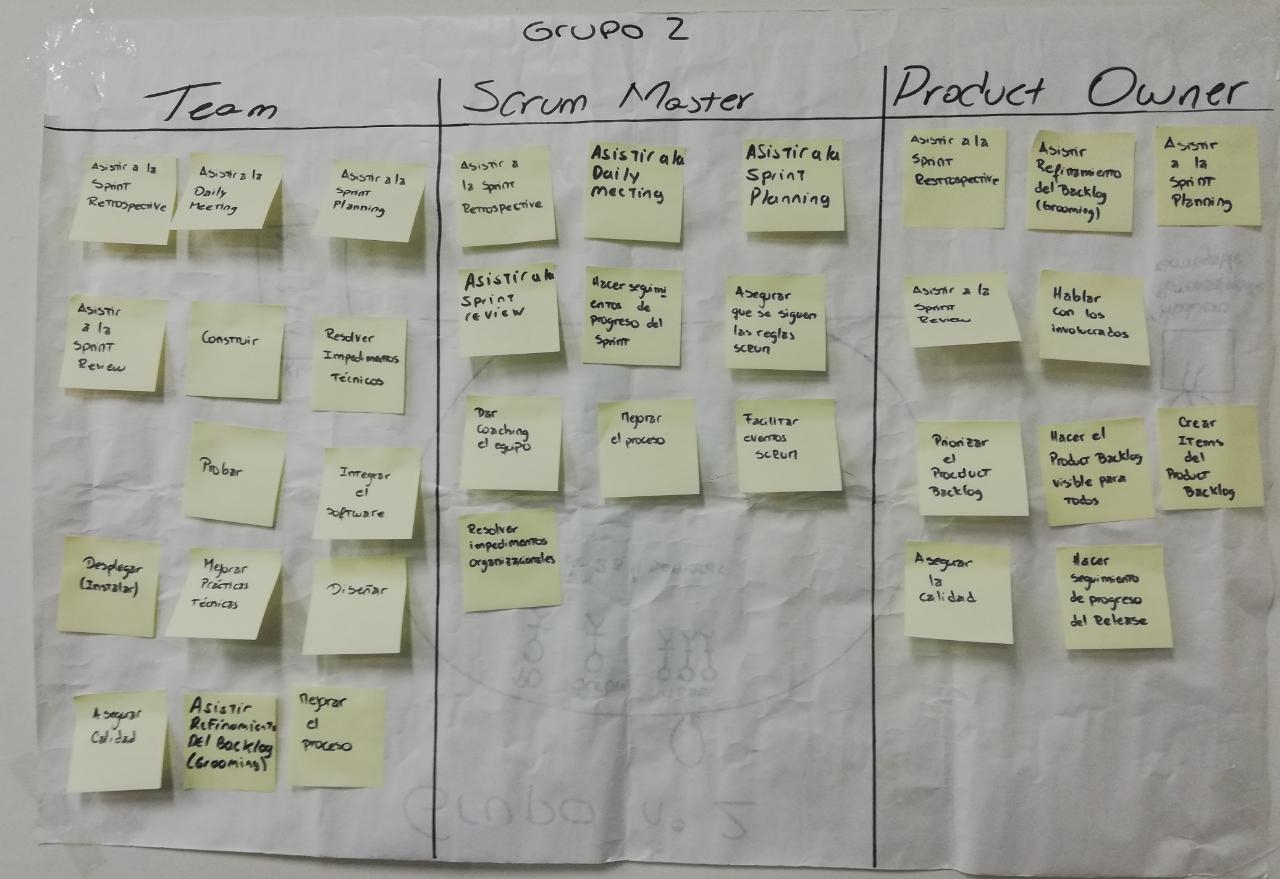 Grupo 2
Team
Scrum Master
Product Owner
Asistir a la
Sprint
Retrospective
Asistir a la
Daily
Meeting
Asistir a la
Sprint
Planning
Asistir
a la
Sprint
Review
Construir
Resolver
Impedimentos
Técnicos
Probar
Integrar
el
Software
Desplegar
(Instalar)
Mejorar
Prácticas
Técnicas
Diseñar
Asegurar
Calidad
Asistir
Refinamiento
Del Backlog
(Grooming)
Mejorar
el
proceso
Asistir a
la Sprint
Retrospective
Asistir a la
Daily
meeting
Asistir a la
Sprint
Planning
Asistir a la
Sprint
review
Hacer seguimi
entos de
progreso del
Sprint
Asegurar
que se siguen
las reglas
SCRUM
Dar
coaching
el equipo
Mejorar
el proceso
Facilitar
eventos
SCRUM
Resolver
impedimentos
organizacionales
Asistir a la
Sprint
Restrospective
Asistir
Refinamiento
del Backlog
(Grooming)
Asistir
a la
Sprint
Planning
Asistir a la
Sprint
Review
Hablar
con los
involucrados
Priorizar
el
Product
Backlog
Hacer el
Product Backlog
visible para
Todos
Crear
Items
del
Product
Backlog
Asegurar
la
calidad
Hacer
seguimiento
de progreso
del Release
Grupo no. 2